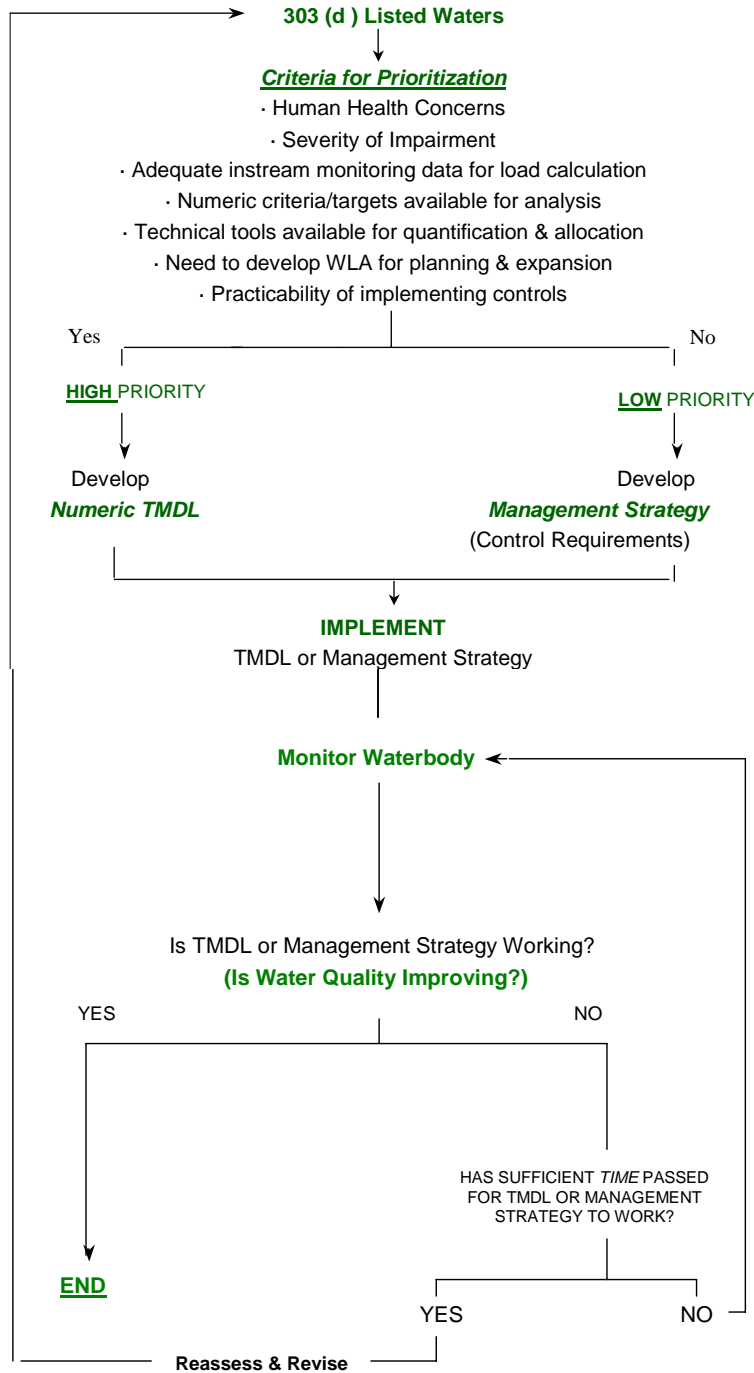 303 (d ) Listed Waters
Criteria for Prioritization
· Human Health Concerns
· Severity of Impairment
· Adequate instream monitoring data for load calculation
· Numeric criteria/targets available for analysis
· Technical tools available for quantification & allocation
· Need to develop WLA for planning & expansion
· Practicability of implementing controls
Yes
No
HIGH PRIORITY
LOW PRIORITY
Develop
Numeric TMDL
Develop
Management Strategy
(Control Requirements)
IMPLEMENT
TMDL or Management Strategy
Monitor Waterbody
Is TMDL or Management Strategy Working?
(Is Water Quality Improving?)
YES
NO
HAS SUFFICIENT TIME PASSED
FOR TMDL OR MANAGEMENT
STRATEGY TO WORK?
END
YES
NO
Reassess & Revise